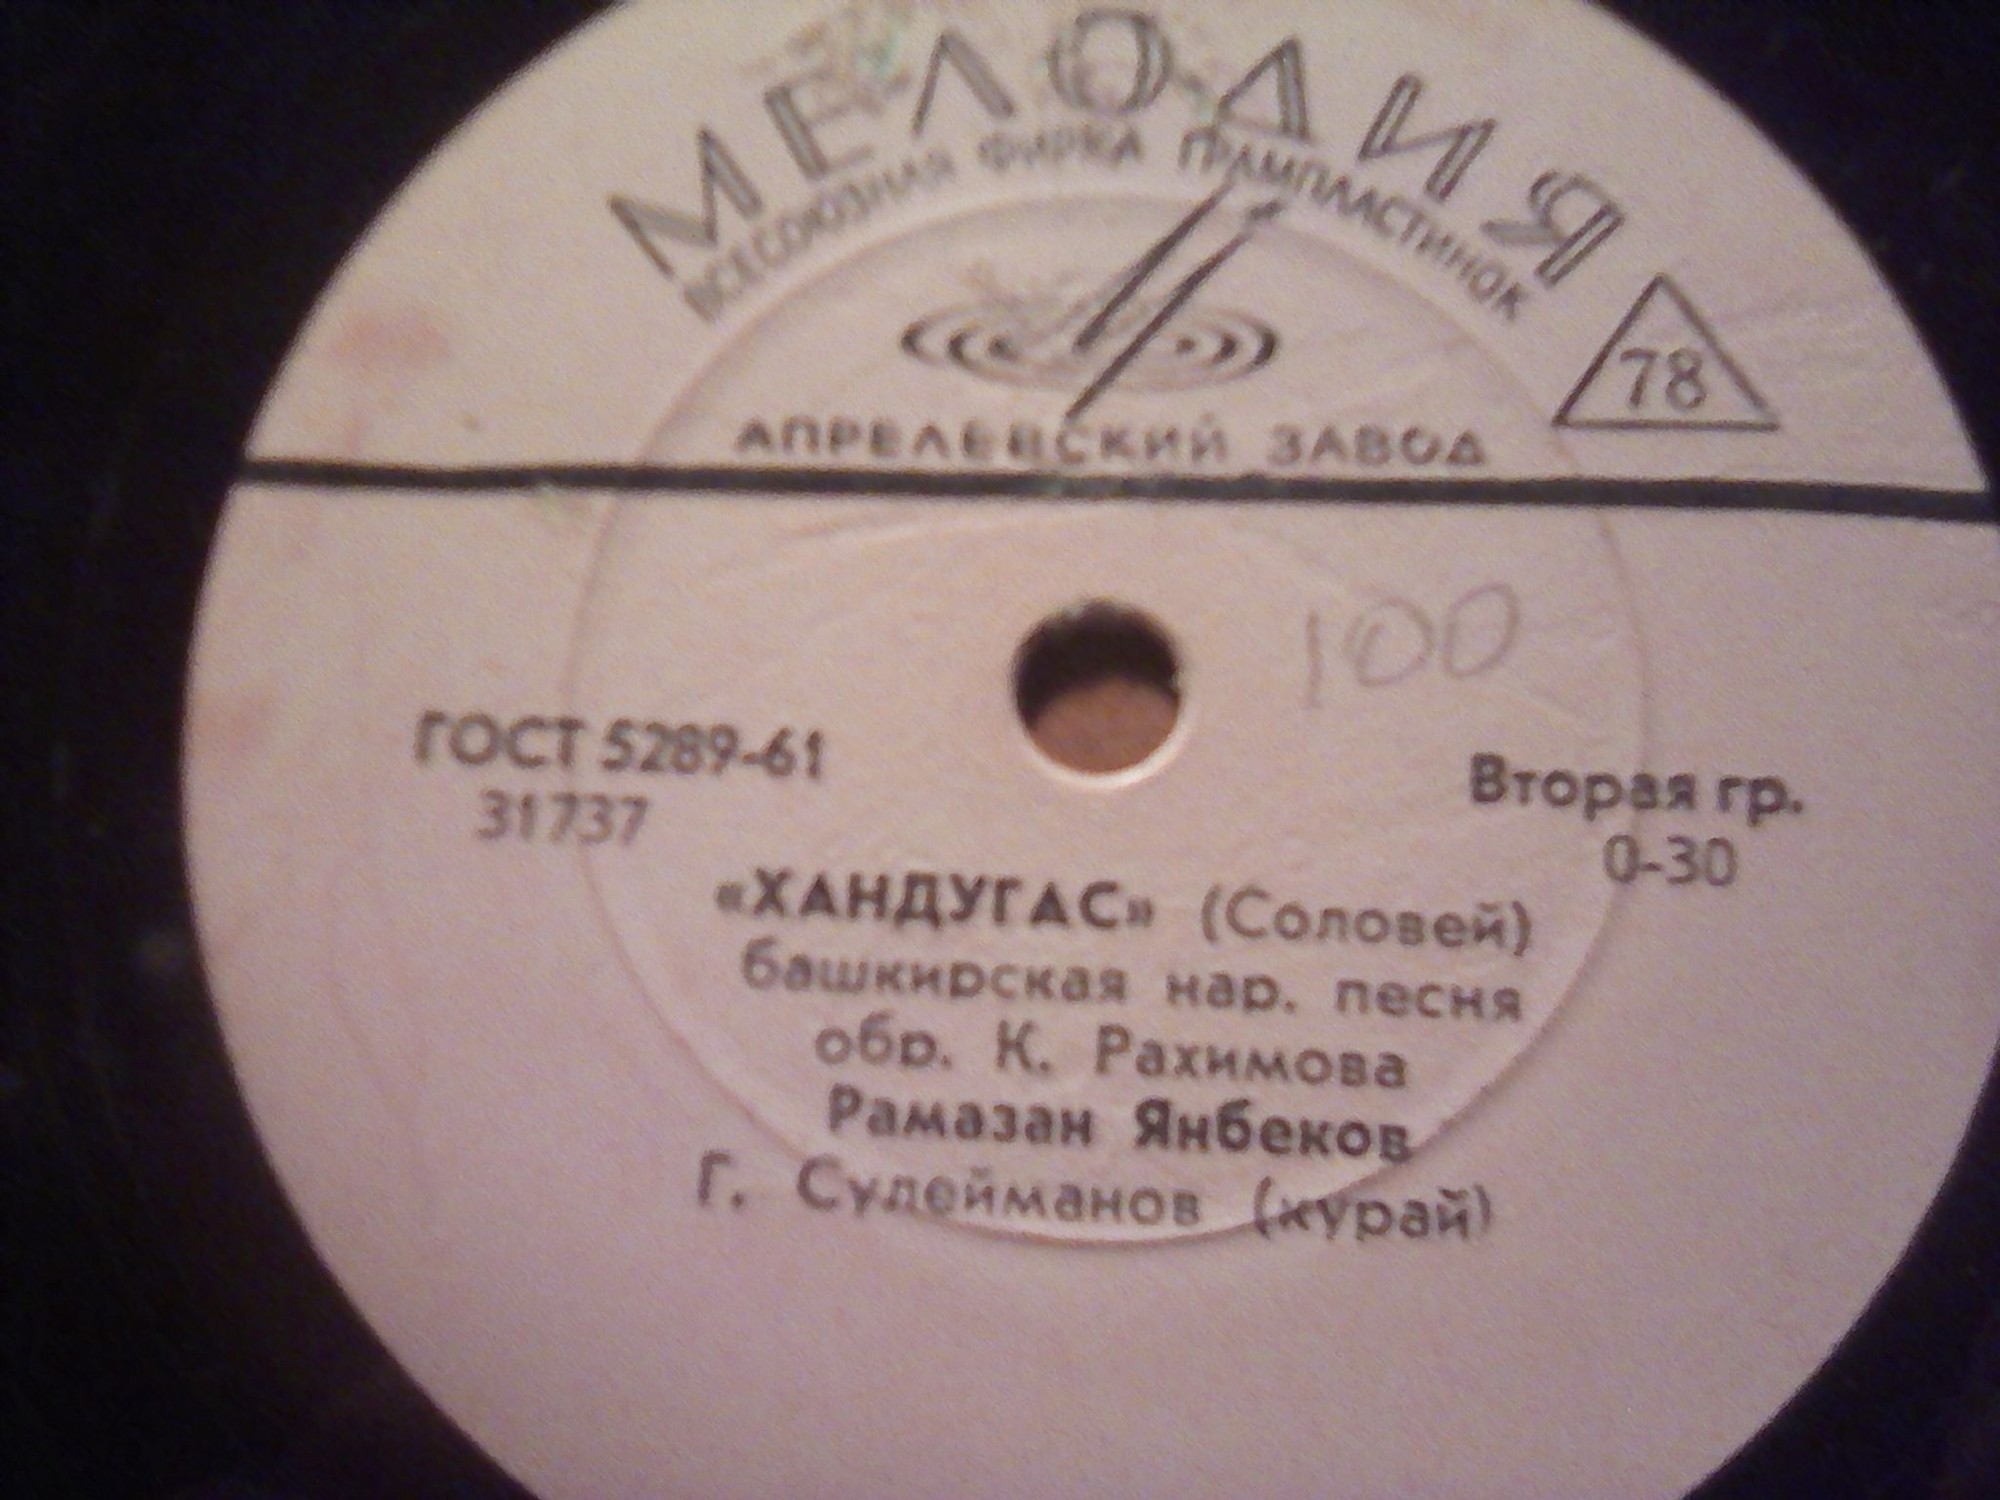 МЕЛОДИЯ
ВСЕСОЮЗНАЯ ФИРМА ГРАМПЛАСТИНОК
78
АПРЕЛЕВСКИЙ ЗАВОД
100
ГОСТ 5289-61
31737
Вторая гр.
0-30
«ХАНДУГАС» (Соловей)
башкирская нар. песня
обр. К. Рахимова
Рамазан Янбеков
Г. Сулейманов (курай)